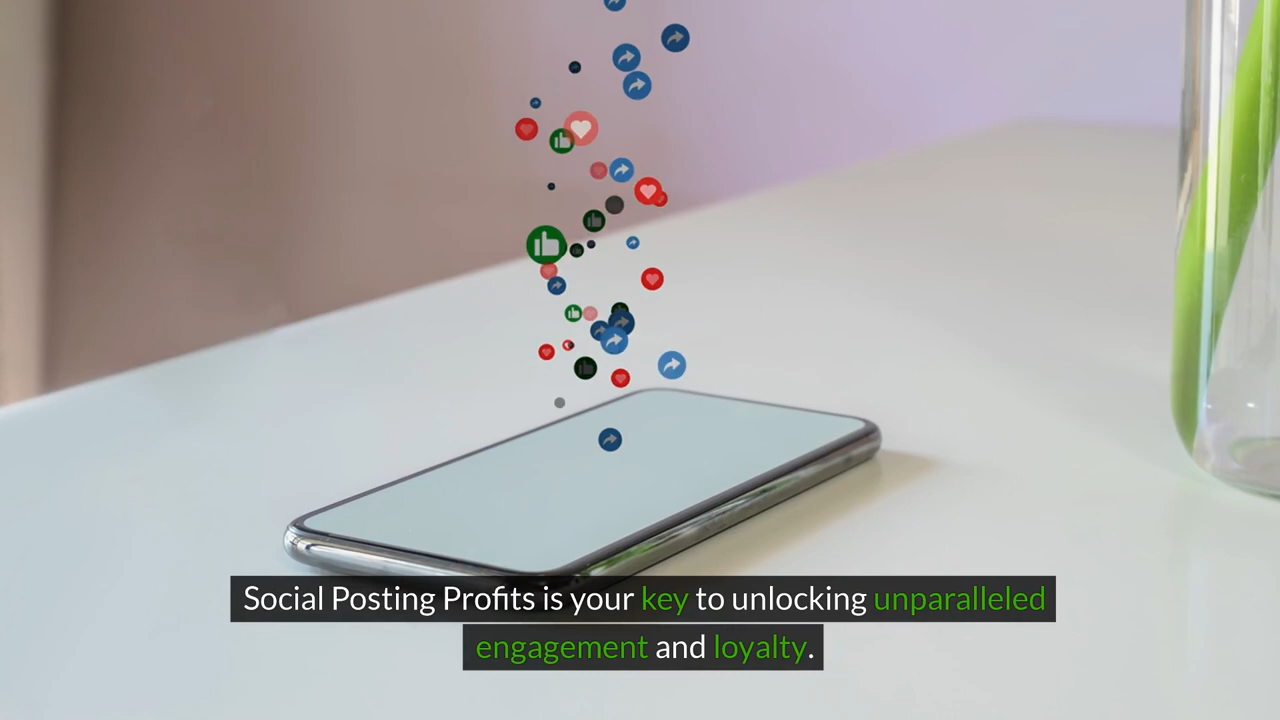 Social Posting Profits is your key to unlocking unparalleled
engagement and loyalty.